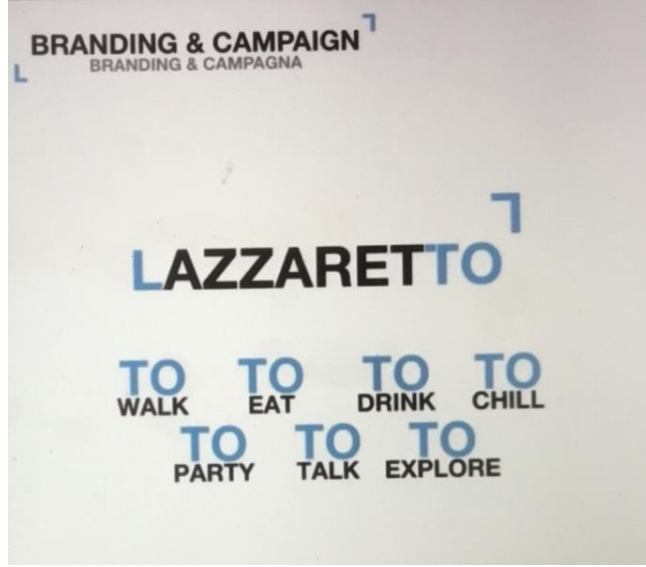 BRANDING & CAMPAIGN
BRANDING & CAMPAGNA
LAZZARETTO
TO TO TO TO
WALK EAT DRINK CHILL
TO TO TO
PARTY TALK EXPLORE